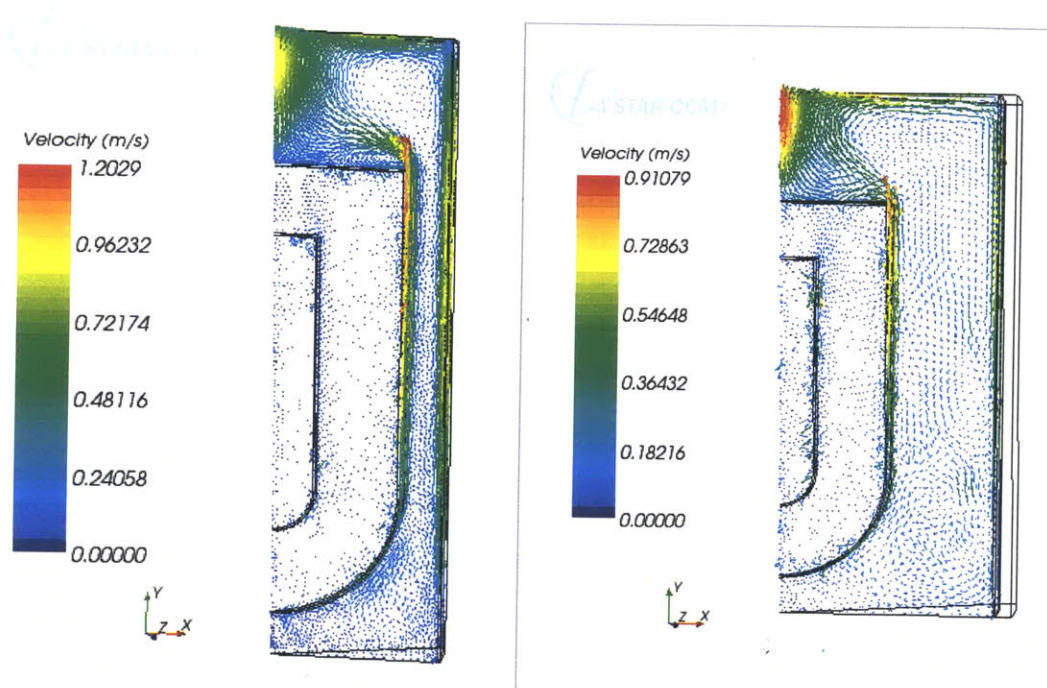 Velocity (m/s)
1.2029
0.96232
0.72174
0.48116
0.24058
0.00000
Y
Z X
STAR-CCM+
Velocity (m/s)
0.91079
0.72863
0.54648
0.36432
0.18216
0.00000
Y
Z X